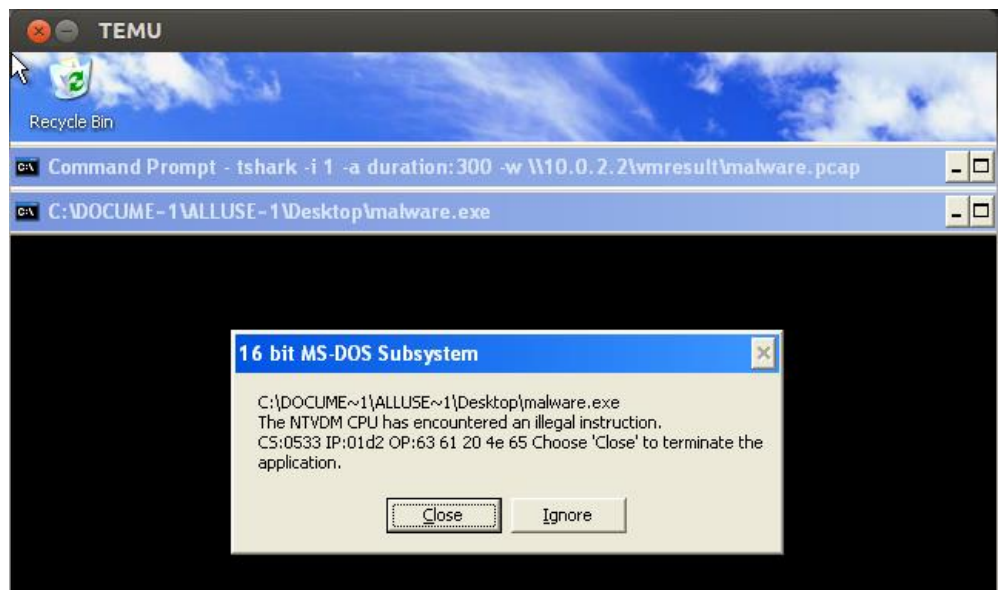 TEMU
Recycle Bin
Command Prompt - tshark -i 1 -a duration:300 -w \\10.0.2.2\vmresult\malware.pcap
C:\DOCUME~1\ALLUSE~1\Desktop\malware.exe
16 bit MS-DOS Subsystem
C:\DOCUME~1\ALLUSE~1\Desktop\malware.exe
The NTVDM CPU has encountered an illegal instruction.
CS:0533 IP:01d2 OP:63 61 20 4e 65 Choose 'Close' to terminate the
application.
Close
Ignore